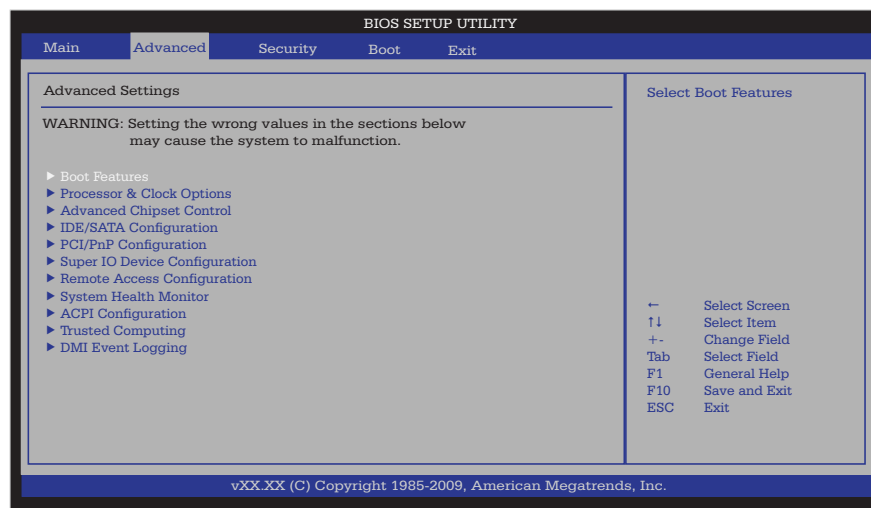 BIOS SETUP UTILITY
Main Advanced Security Boot Exit
Advanced Settings
WARNING: Setting the wrong values in the sections below
may cause the system to malfunction.
▶ Boot Features
▶ Processor & Clock Options
▶ Advanced Chipset Control
▶ IDE/SATA Configuration
▶ PCI/PnP Configuration
▶ Super IO Device Configuration
▶ Remote Access Configuration
▶ System Health Monitor
▶ ACPI Configuration
▶ Trusted Computing
▶ DMI Event Logging
Select Boot Features
← Select Screen
↑↓ Select Item
+- Change Field
Tab Select Field
F1 General Help
F10 Save and Exit
ESC Exit
vXX.XX (C) Copyright 1985-2009, American Megatrends, Inc.